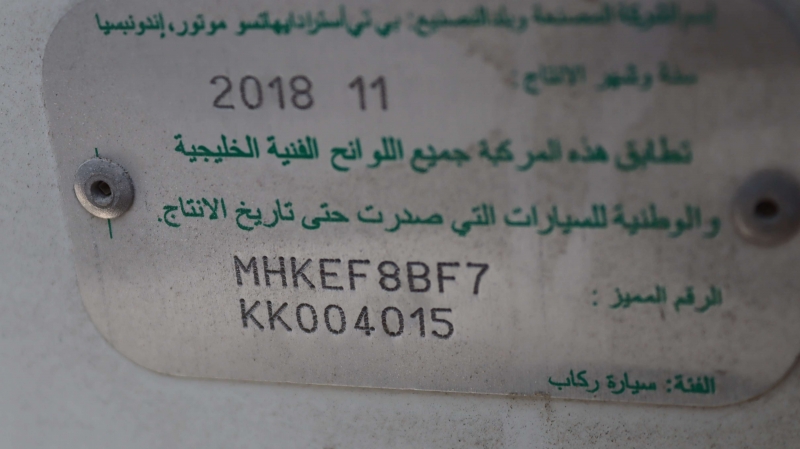 إسم الشركة المصنعة وبلد التصنيع: بي تي أسترا دايهاتسو موتور، إندونيسيا
سنة وشهر الانتاج : 2018 11
تطابق هذه المركبة جميع اللوائح الفنية الخليجية
والوطنية للسيارات التي صدرت حتى تاريخ الانتاج.
MHKEF8BF7
الرقم المميز :
KK004015
الفئة: سيارة ركاب